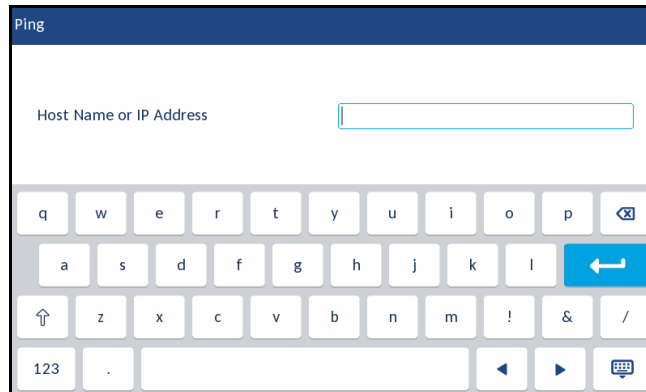 Ping
Host Name or IP Address
q w e r t y u i o p
a s d f g h j k l
z x c v b n m ! & /
123 .